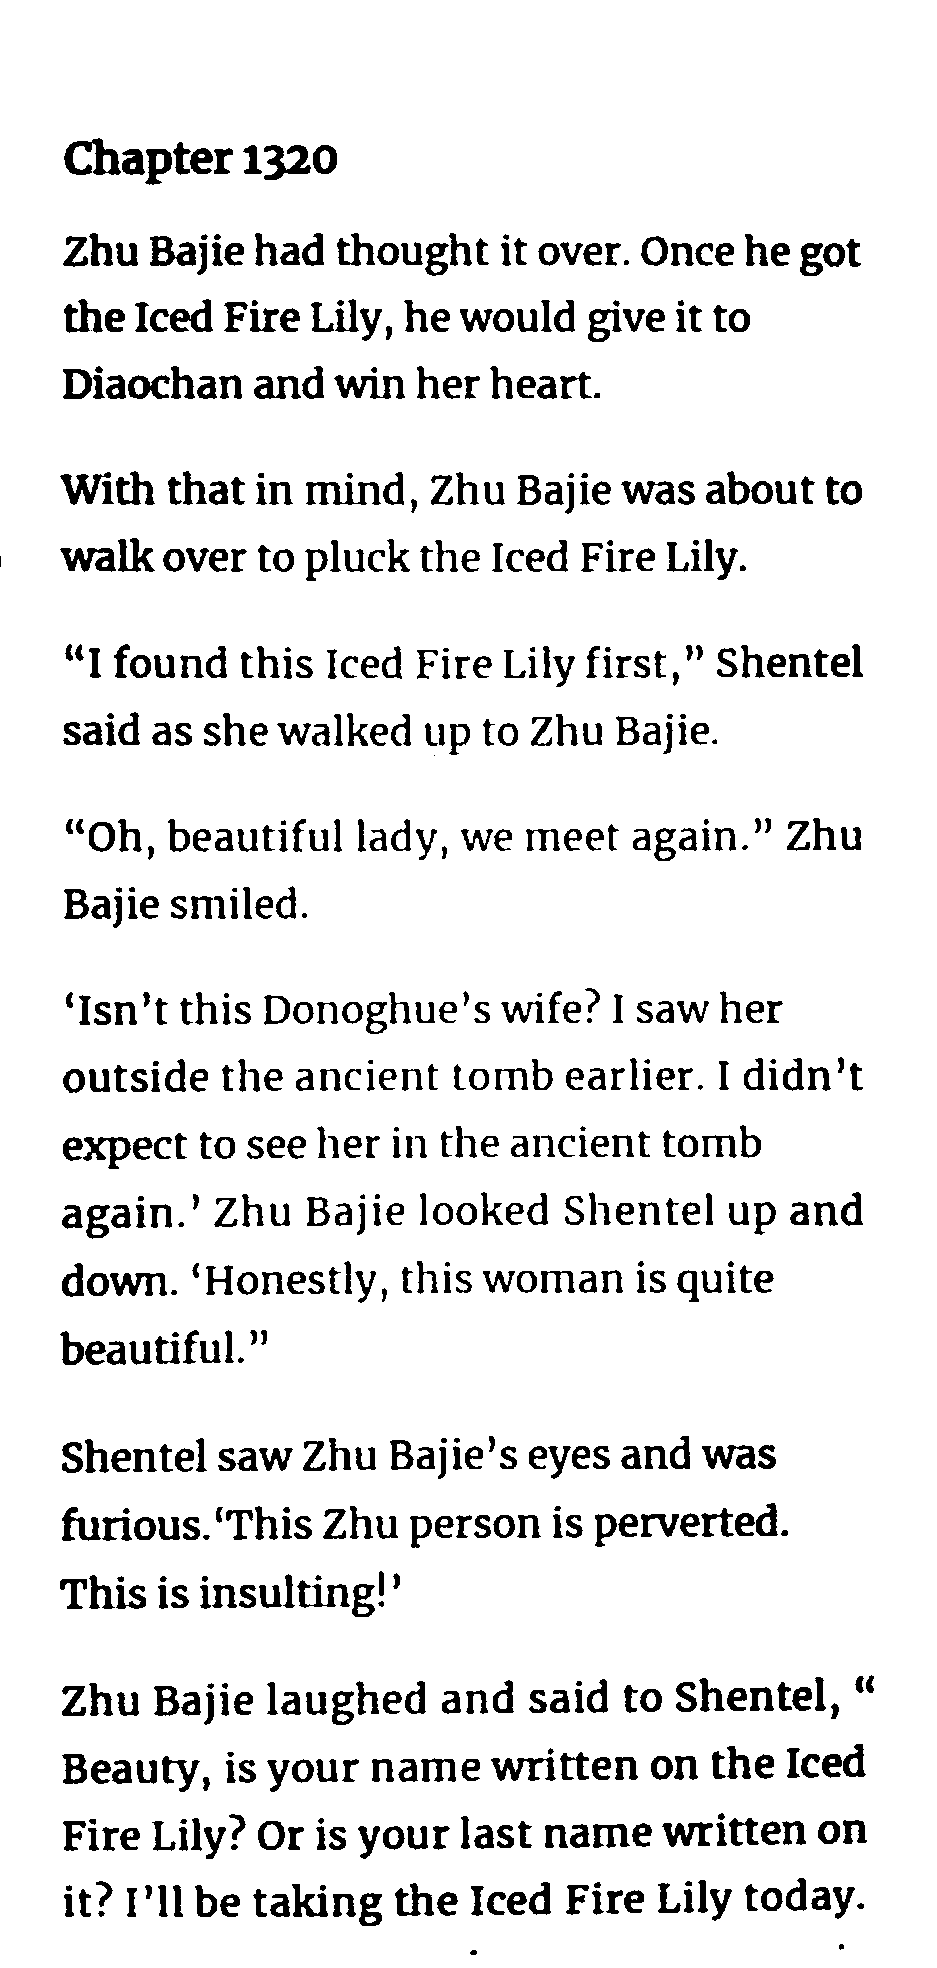 Chapter 1320
Zhu Bajie had thought it over. Once he got
the Iced Fire Lily, he would give it to
Diaochan and win her heart.
With that in mind, Zhu Bajie was about to
walk over to pluck the Iced Fire Lily.
“I found this Iced Fire Lily first,” Shentel
said as she walked up to Zhu Bajie.
“Oh, beautiful lady, we meet again.” Zhu
Bajie smiled.
‘Isn’t this Donoghue’s wife? I saw her
outside the ancient tomb earlier. I didn’t
expect to see her in the ancient tomb
again.’ Zhu Bajie looked Shentel up and
down. ‘Honestly, this woman is quite
beautiful.”
Shentel saw Zhu Bajie’s eyes and was
furious.‘This Zhu person is perverted.
This is insulting!’
Zhu Bajie laughed and said to Shentel, “
Beauty, is your name written on the Iced
Fire Lily? Or is your last name written on
it? I’ll be taking the Iced Fire Lily today.